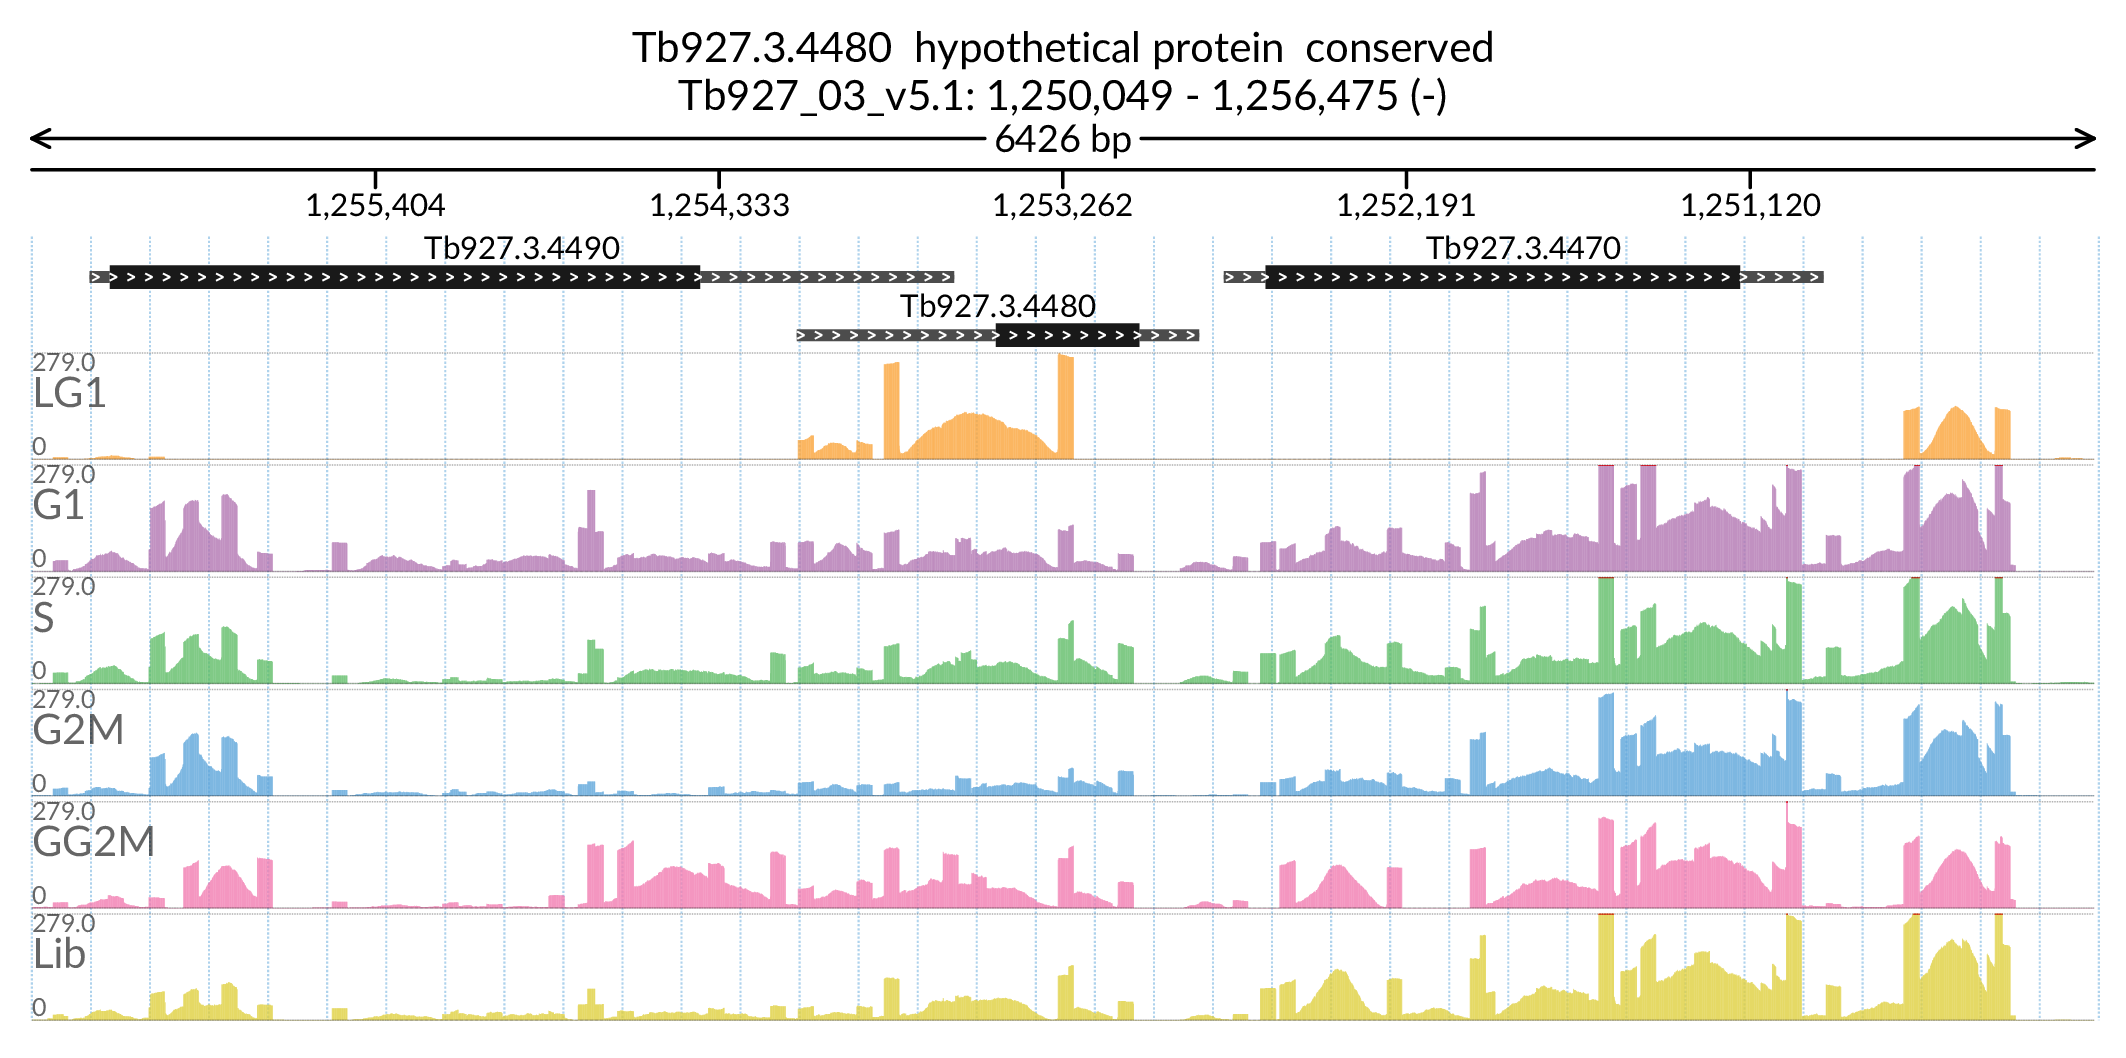 Tb927.3.4480  hypothetical protein  conserved
Tb927_03_v5.1: 1,250,049 - 1,256,475 (-)
6426 bp
1,255,404 1,254,333 1,253,262 1,252,191 1,251,120
Tb927.3.4490 Tb927.3.4470
Tb927.3.4480
279.0
LG1
0
279.0
G1
0
279.0
S
0
279.0
G2M
0
279.0
GG2M
0
279.0
Lib
0